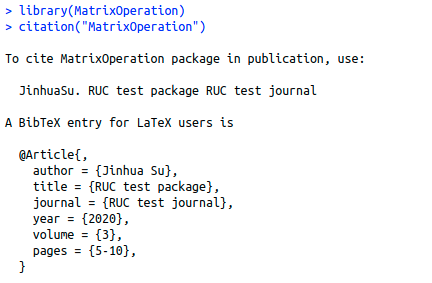 > library(MatrixOperation)
> citation("MatrixOperation")
To cite MatrixOperation package in publication, use:
JinhuaSu. RUC test package RUC test journal
A BibTeX entry for LaTeX users is
@Article{,
author = {Jinhua Su},
title = {RUC test package},
journal = {RUC test journal},
year = {2020},
volume = {3},
pages = {5-10},
}